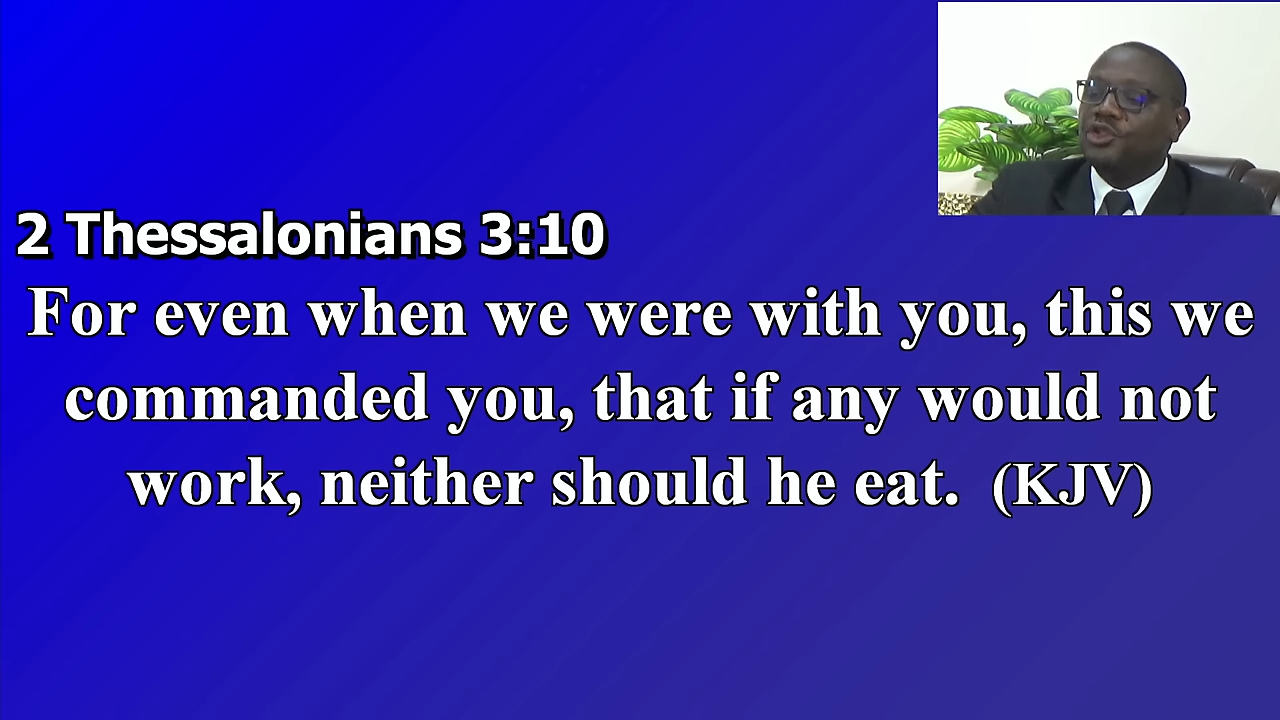 2 Thessalonians 3:10
For even when we were with you, this we
commanded you, that if any would not
work, neither should he eat. (KJV)